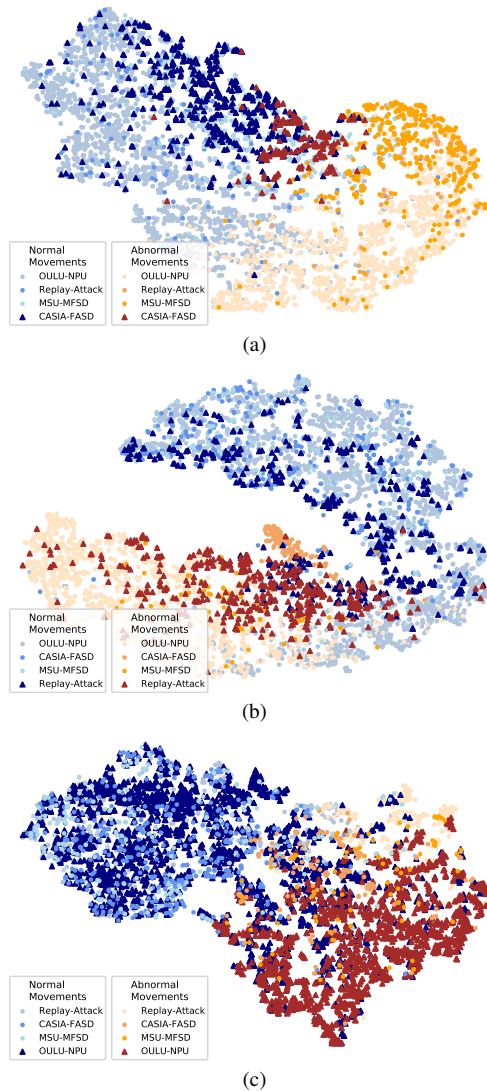 Normal Movements
OULU-NPU
Replay-Attack
MSU-MFSD
CASIA-FASD
Abnormal Movements
OULU-NPU
Replay-Attack
MSU-MFSD
CASIA-FASD
(a)
Normal Movements
OULU-NPU
CASIA-FASD
MSU-MFSD
Replay-Attack
Abnormal Movements
OULU-NPU
CASIA-FASD
MSU-MFSD
Replay-Attack
(b)
Normal Movements
Replay-Attack
CASIA-FASD
MSU-MFSD
OULU-NPU
Abnormal Movements
Replay-Attack
CASIA-FASD
MSU-MFSD
OULU-NPU
(c)